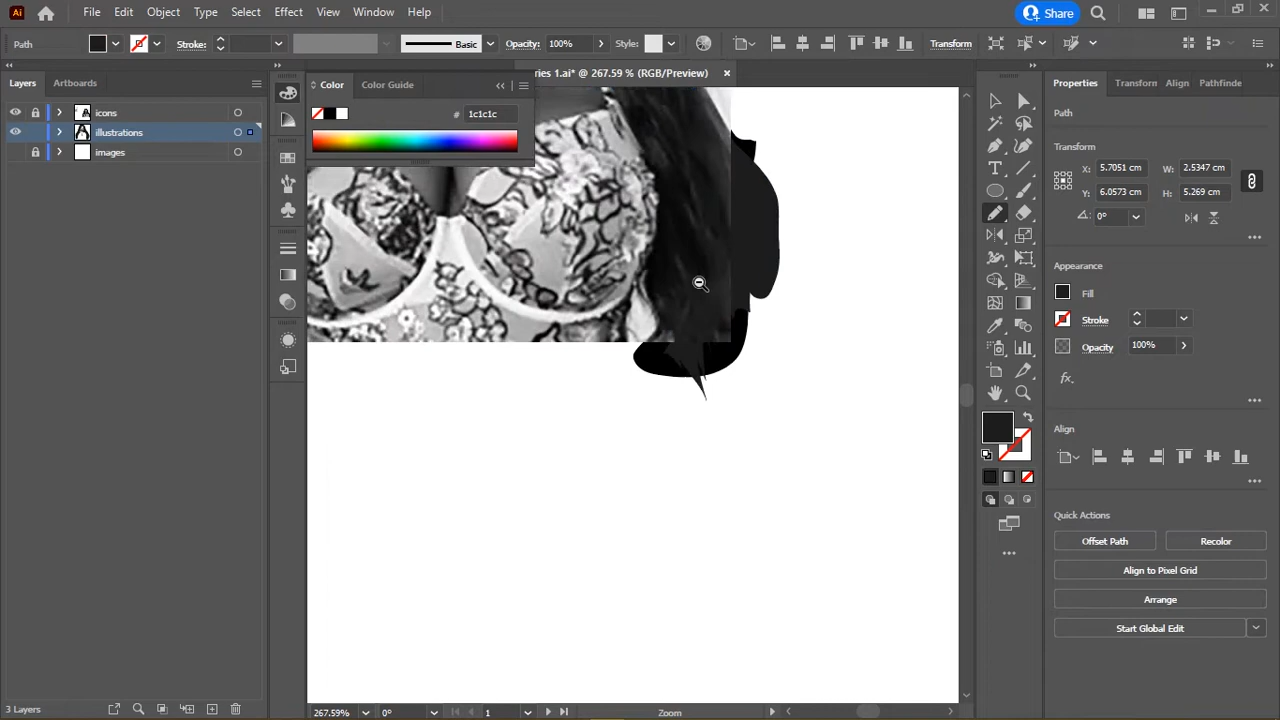 Ai File Edit Object Type Select Effect View Window Help Share
Path Stroke: Basic Opacity: 100% Style: Transform
Layers Artboards
Color Color Guide
ries 1.ai* @ 267.59 % (RGB/Preview)
Properties Transform Align Pathfinde
icons
# 1c1c1c
illustrations
images
Path
Transform
X: 5.7051 cm W: 2.5347 cm
Y: 6.0573 cm H: 5.269 cm
0°
Appearance
Fill
Stroke
Opacity 100%
fx.
Align
Quick Actions
Offset Path Recolor
Align to Pixel Grid
Arrange
Start Global Edit
3 Layers
267.59% 0° 1 Zoom